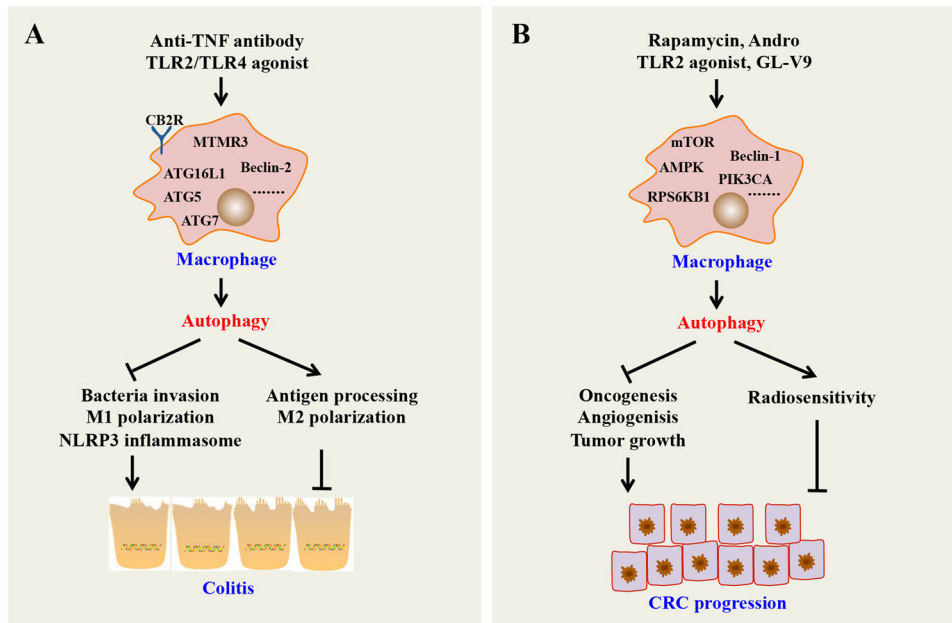 A
Anti-TNF antibody
TLR2/TLR4 agonist
CB2R
MTMR3
Beclin-2
ATG16L1
ATG5
ATG7
Macrophage
Autophagy
Bacteria invasion
M1 polarization
NLRP3 inflammasome
Antigen processing
M2 polarization
Colitis
B
Rapamycin, Andro
TLR2 agonist, GL-V9
mTOR
Beclin-1
AMPK
PIK3CA
RPS6KB1
Macrophage
Autophagy
Oncogenesis
Angiogenisis
Tumor growth
Radiosensitivity
CRC progression